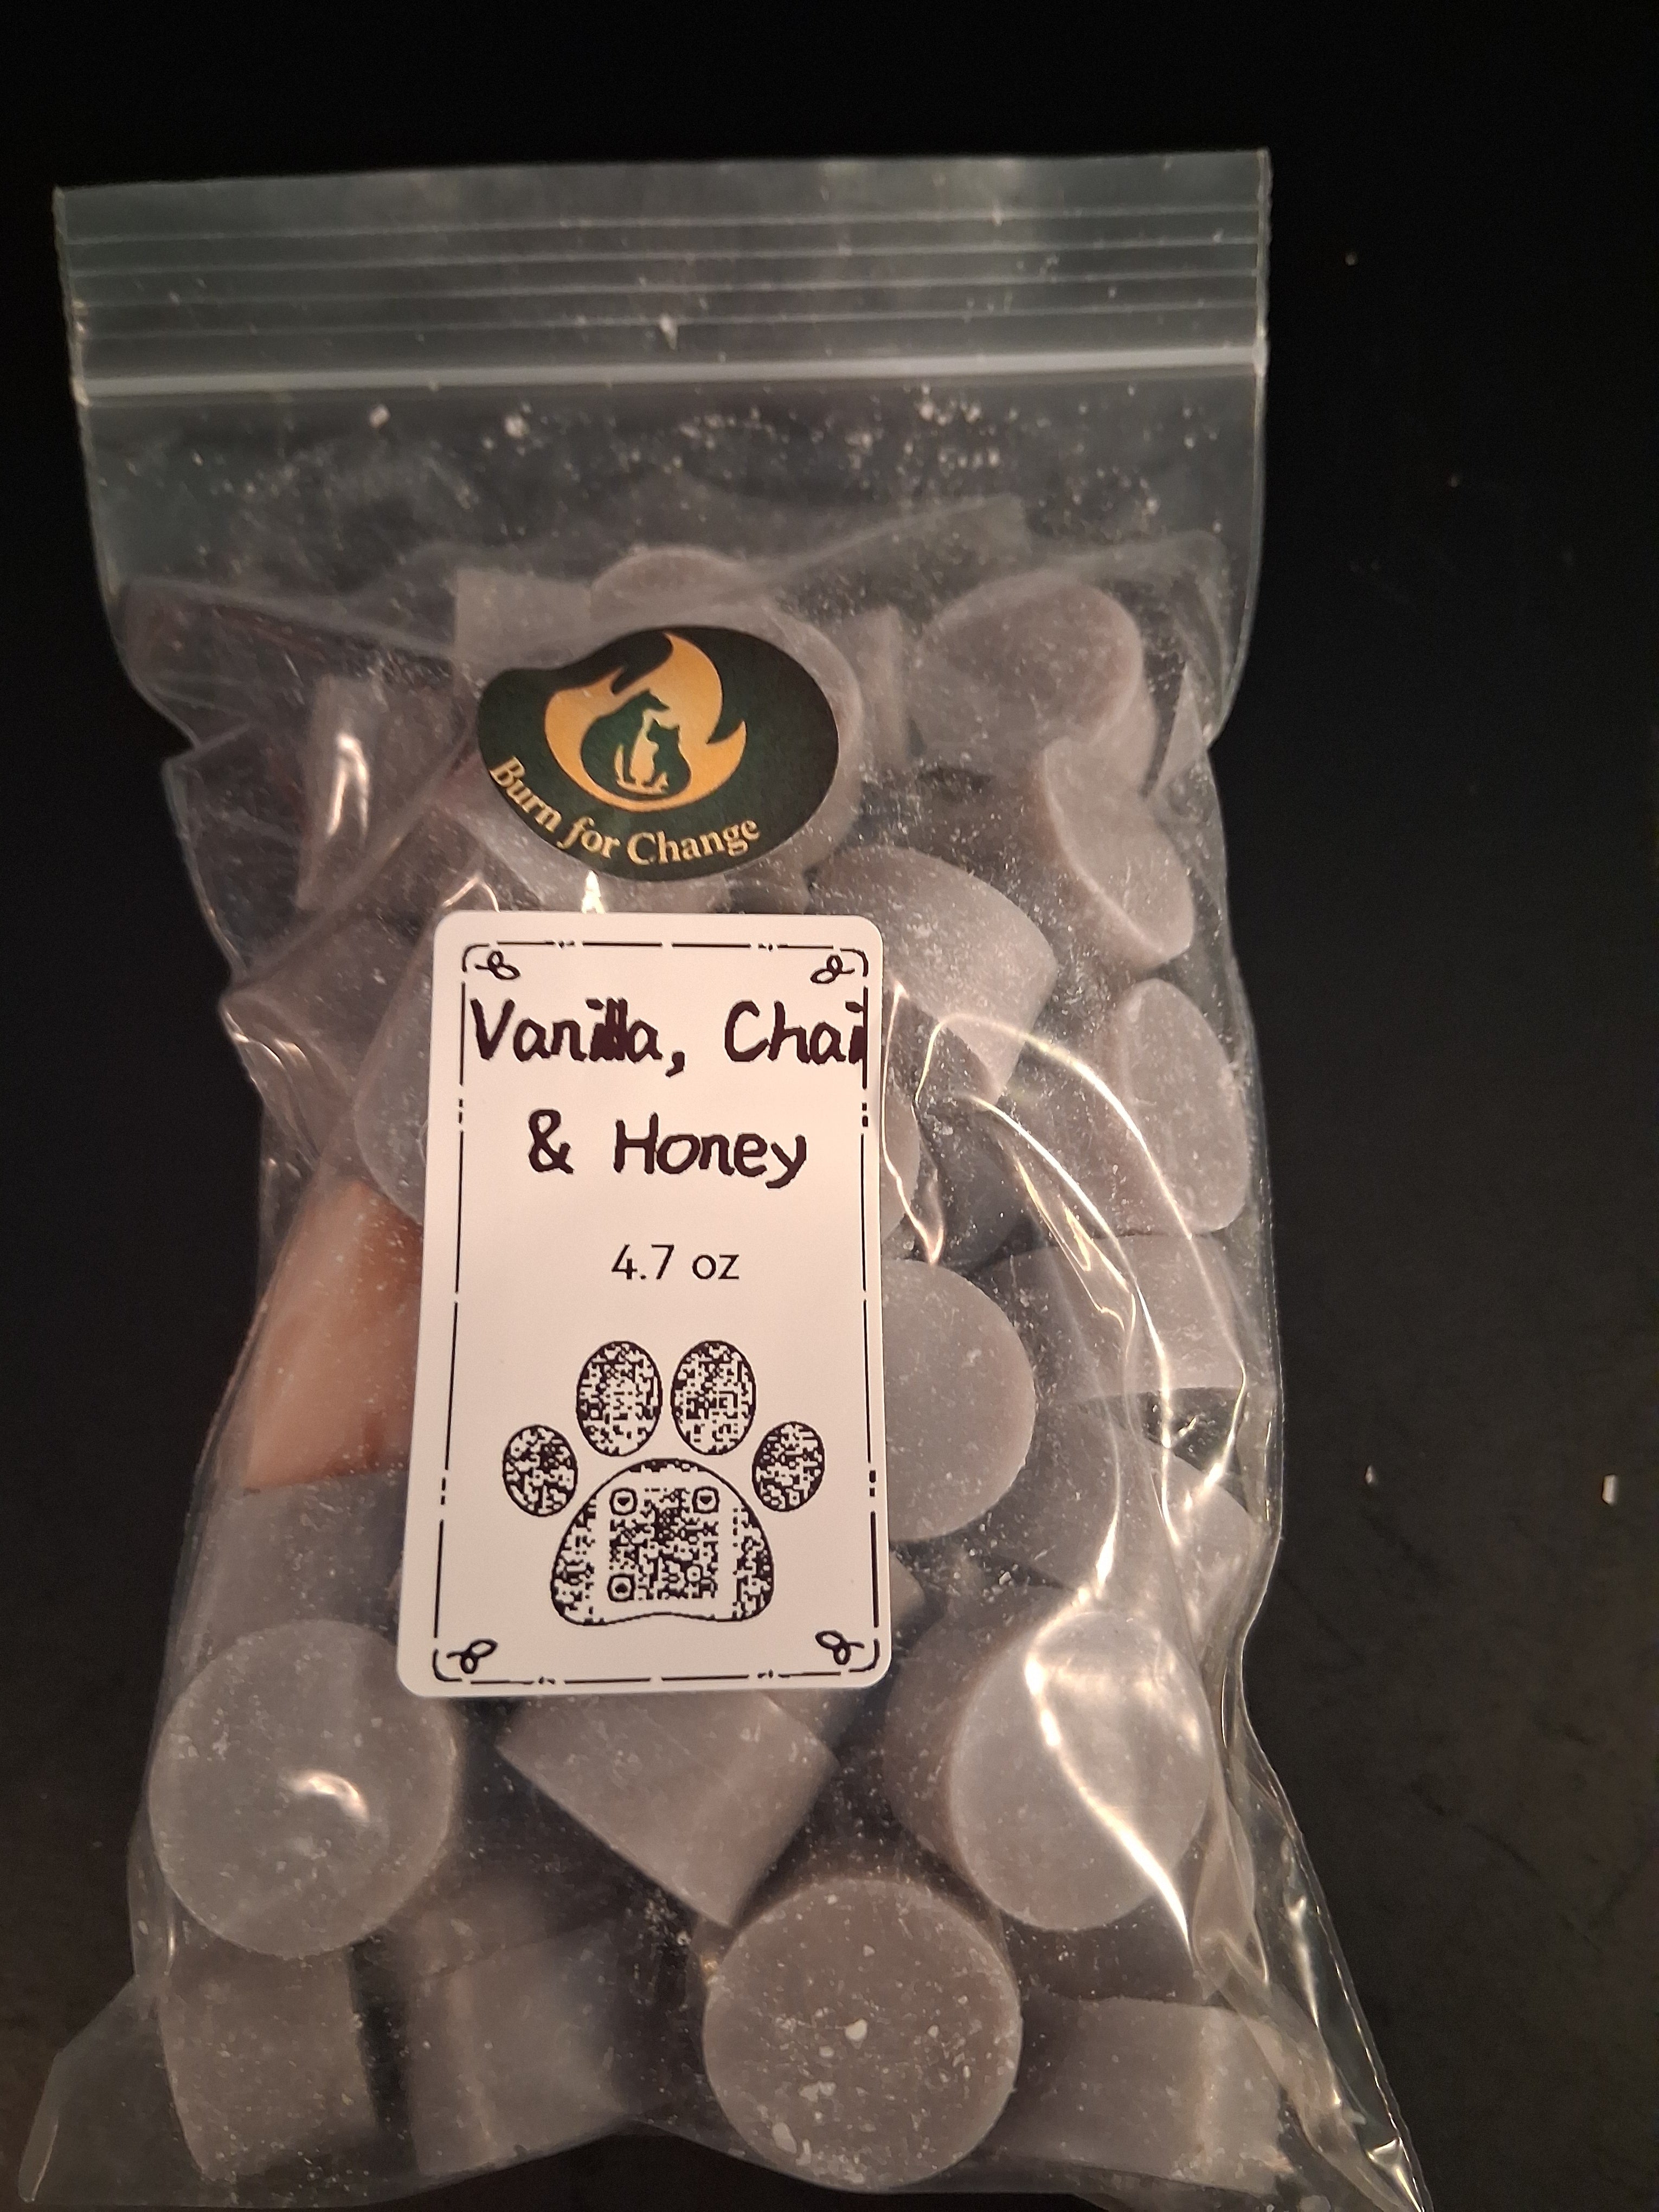 Burn for Change
Vanilla, Chai
& Honey
4.7 oz